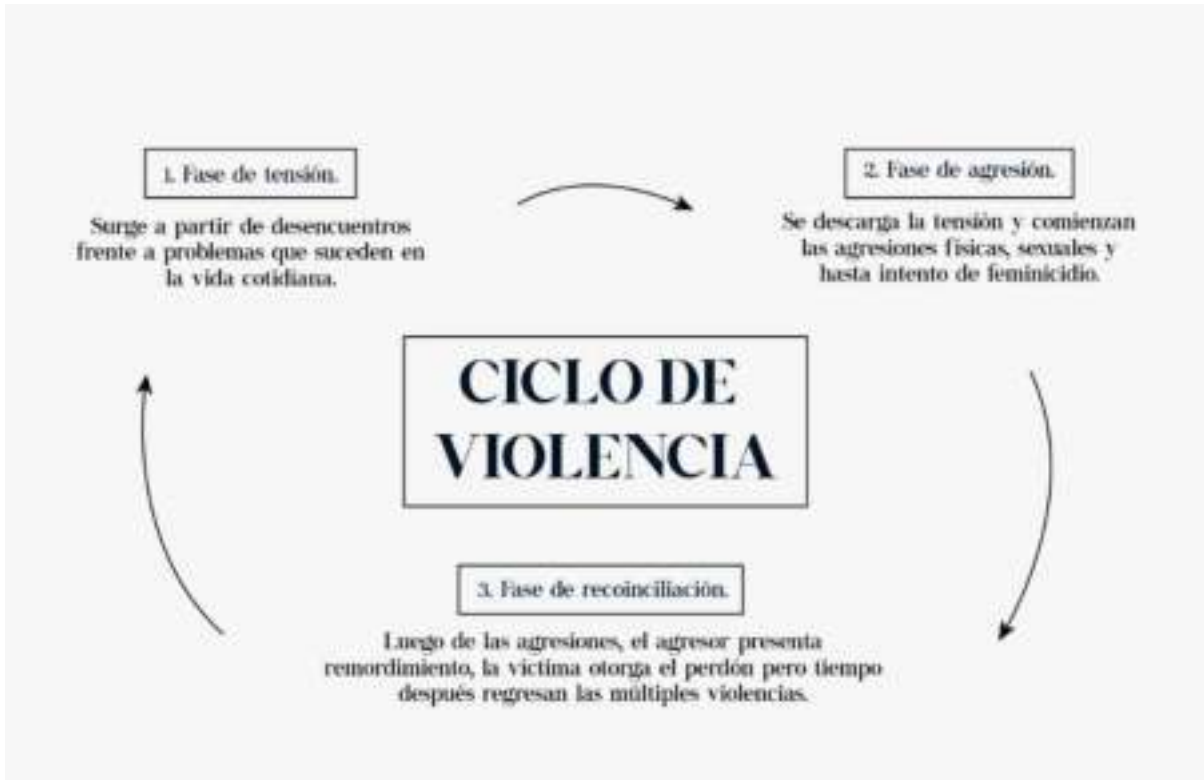 1. Fase de tensión.
Surge a partir de desencuentros
frente a problemas que suceden en
la vida cotidiana.
2. Fase de agresión.
Se descarga la tensión y comienzan
las agresiones físicas, sexuales y
hasta intento de feminicidio.
CICLO DE
VIOLENCIA
3. Fase de recoinciliación.
Luego de las agresiones, el agresor presenta
remordimiento, la víctima otorga el perdón pero tiempo
después regresan las múltiples violencias.